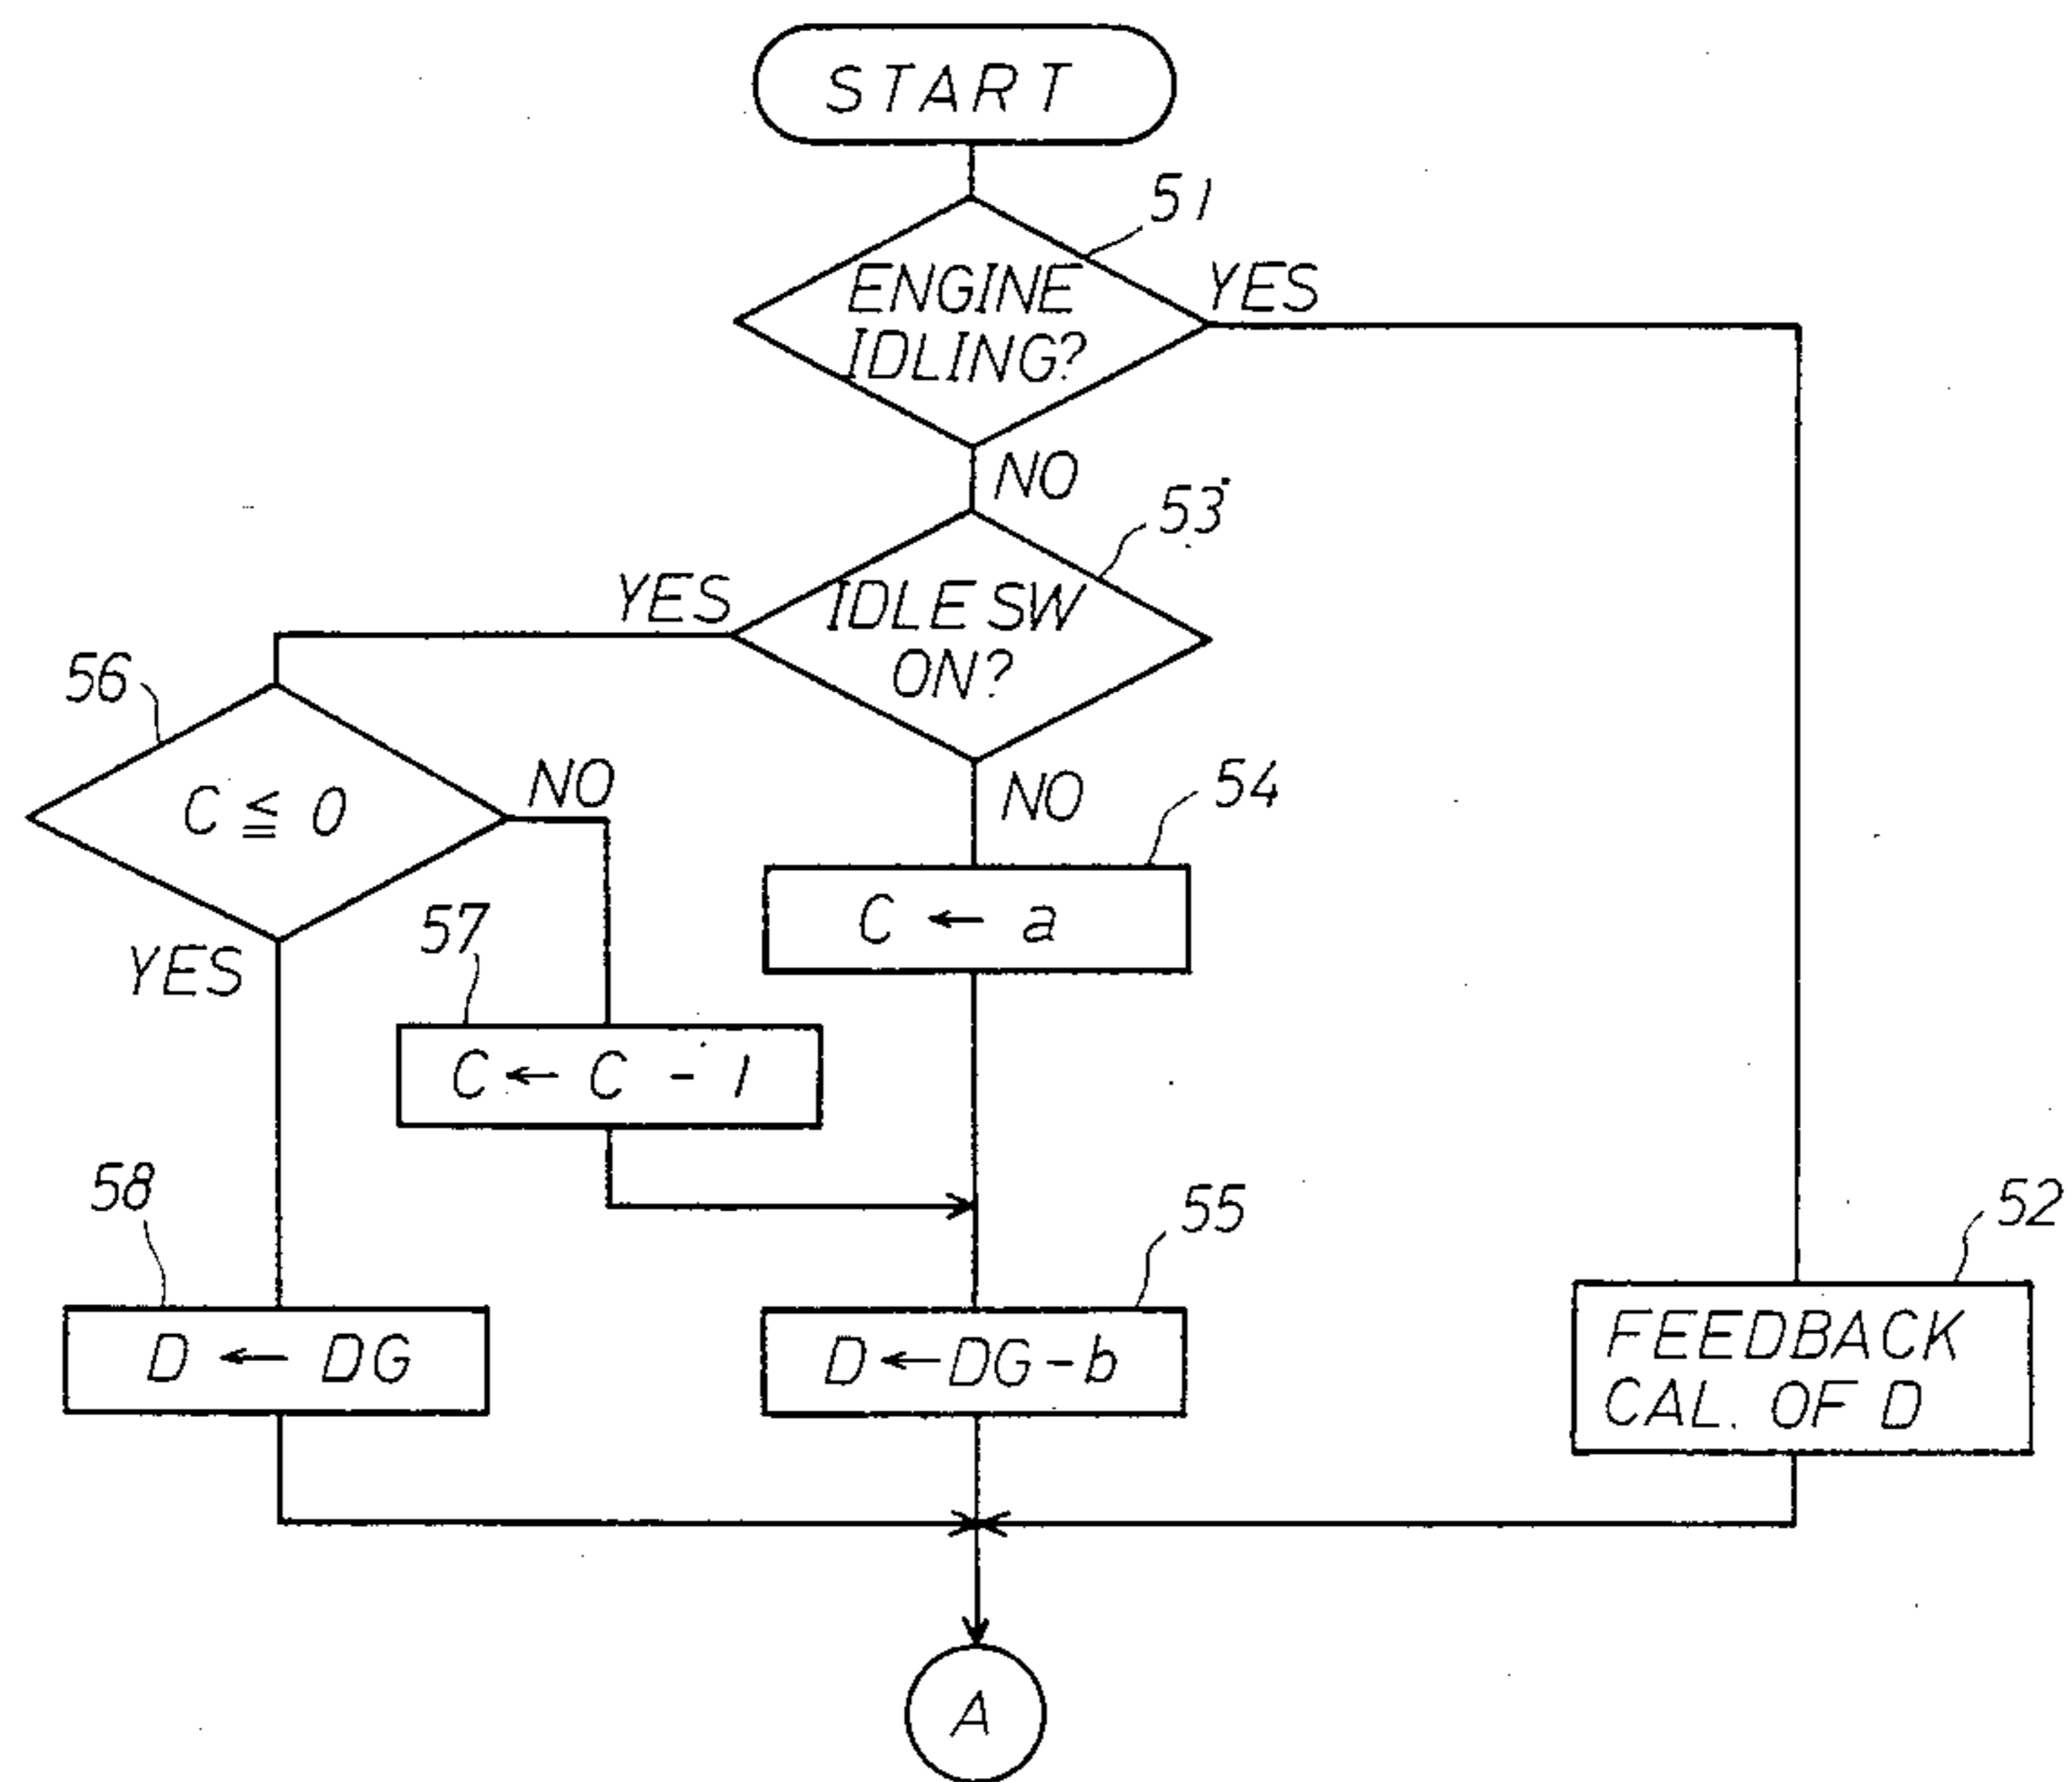 START
51
ENGINE
IDLING?
YES
NO
53
IDLE SW
ON?
YES
56
C ≦ 0
NO
NO
54
C ← a
YES
57
C ← C - 1
58
D ← DG
55
D ← DG - b
52
FEEDBACK
CAL. OF D
A